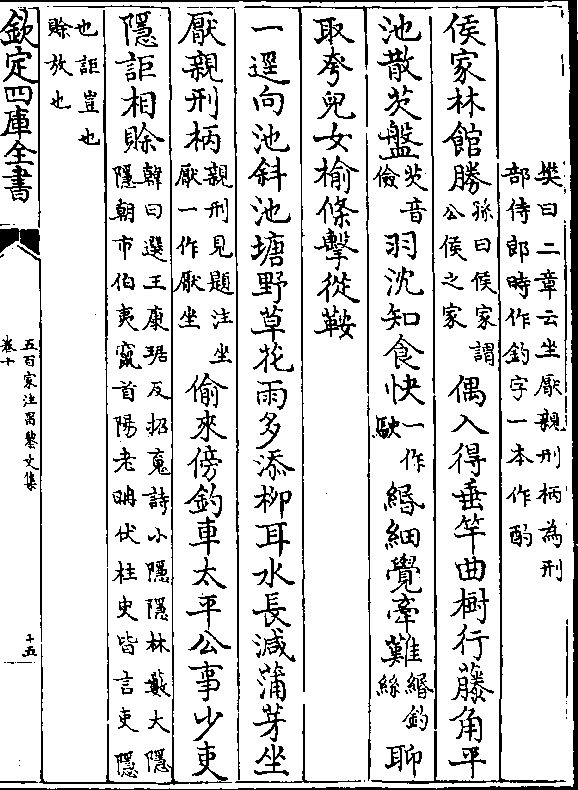 樊曰二章云坐厭親刑柄為刑
部侍郎時作釣字一本作酌
侯家林館勝孫曰侯家謂公侯之家偶入得垂竿曲樹行藤角平
池散芡盤芡音儉羽沈知食快一作駛緡細覺牽難緡釣絲聊
取夸兒女榆條擊從鞍
一逕向池斜池塘野草花雨多添柳耳水長減蒲芽坐
厭親刑柄親刑見題注坐厭一作厭坐偷來傍釣車太平公事少吏
隱詎相賒韓曰選王康琚反招𨼆詩小隱隱林藪大隱隱朝市伯夷竄首陽老聃伏柱史皆言吏隱
也詎豈也
賒放也
欽定四庫全書
五百家注昌黎文集
卷十
十五